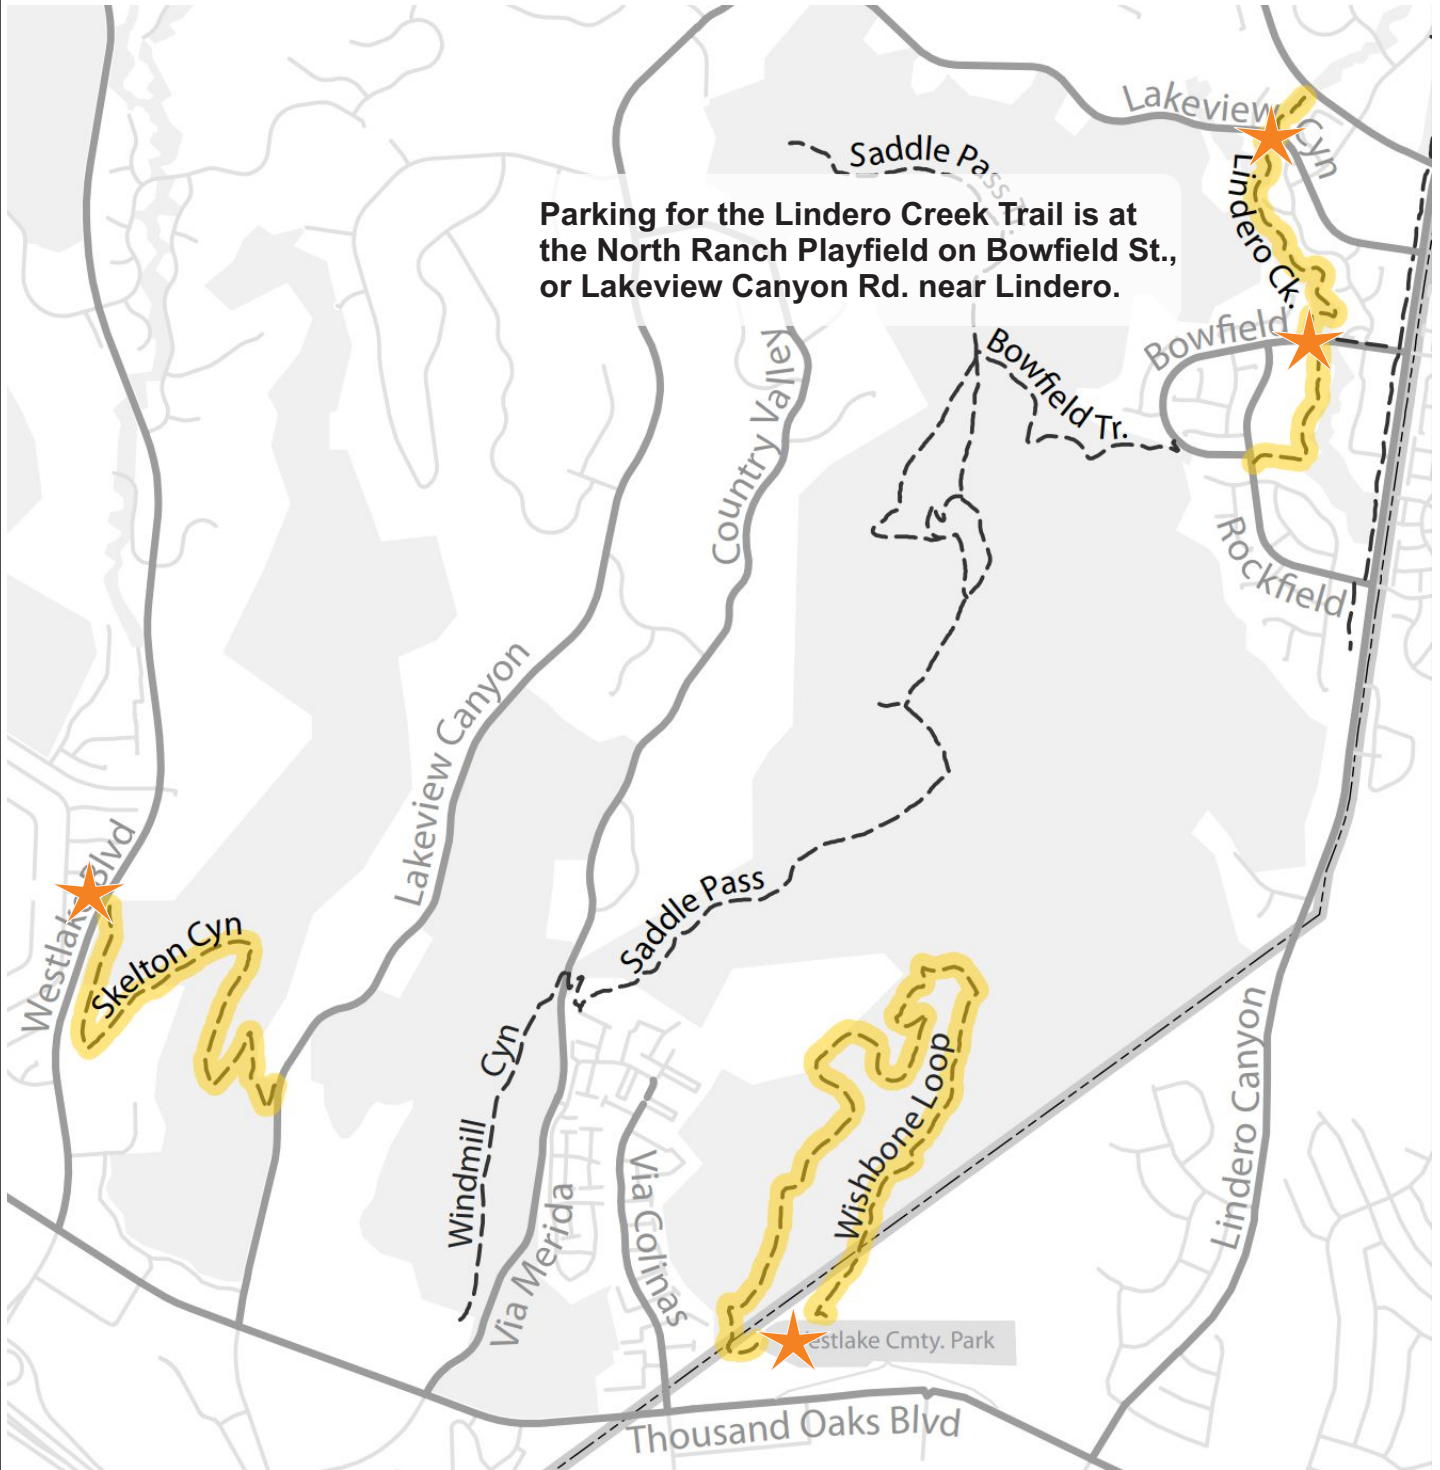 Lakeview Cyn
Saddle Pass
Lindero Ck.
Parking for the Lindero Creek Trail is at
the North Ranch Playfield on Bowfield St.,
or Lakeview Canyon Rd. near Lindero.
Bowfield
Bowfield Tr.
Country Valley
Rockfield
Lakeview Canyon
Westlake Blvd
Skelton Cyn
Saddle Pass
Windmill Cyn
Wishbone Loop
Lindero Canyon
Via Merida
Via Colinas
estlake Cmty. Park
Thousand Oaks Blvd